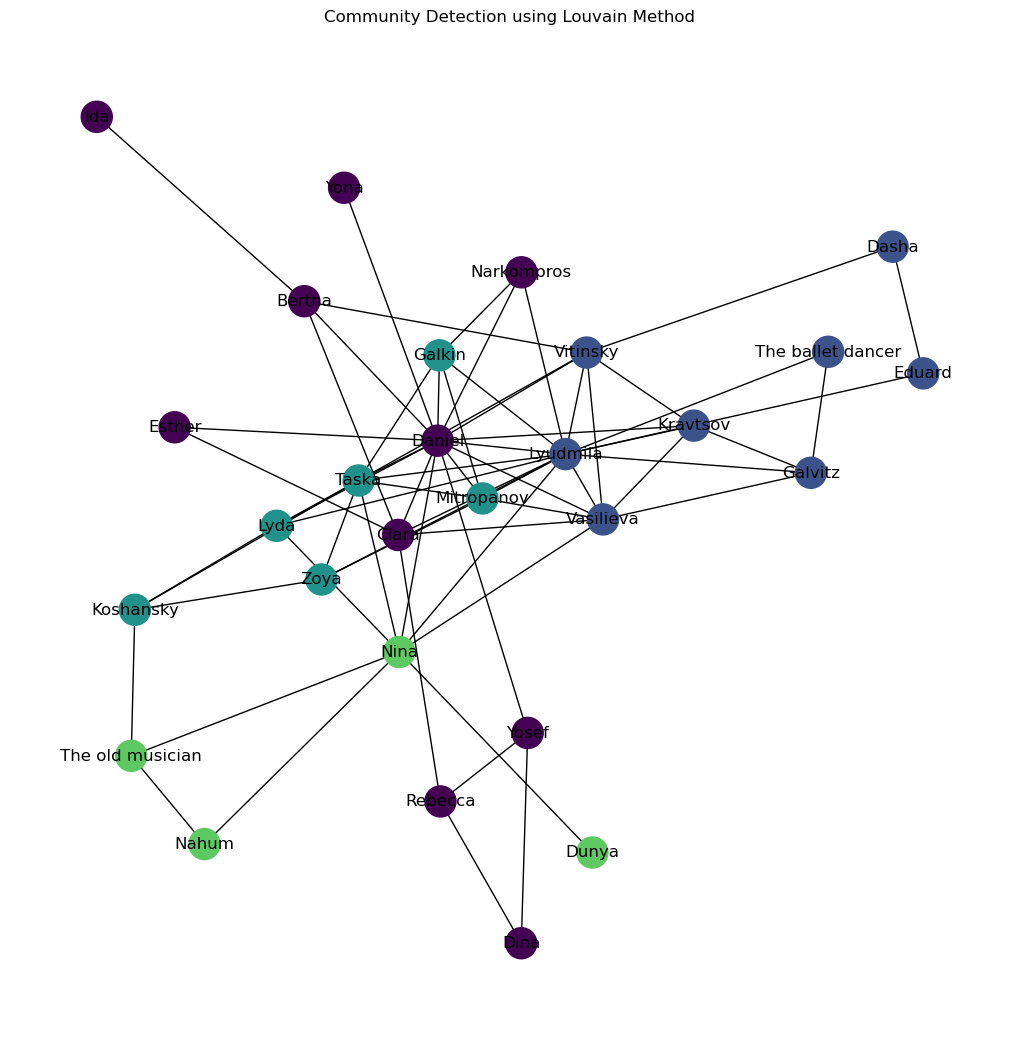 Community Detection using Louvain Method
Ida
Yona
Dasha
Narkompros
Bertha
Galkin
Vitinsky
The ballet dancer
Eduard
Esther
Kravtsov
Daniel
Lyudmila
Galvitz
Taska
Mitropanov
Vasilieva
Lyda
Clara
Zoya
Koshansky
Nina
Yosef
The old musician
Rebecca
Nahum
Dunya
Dina